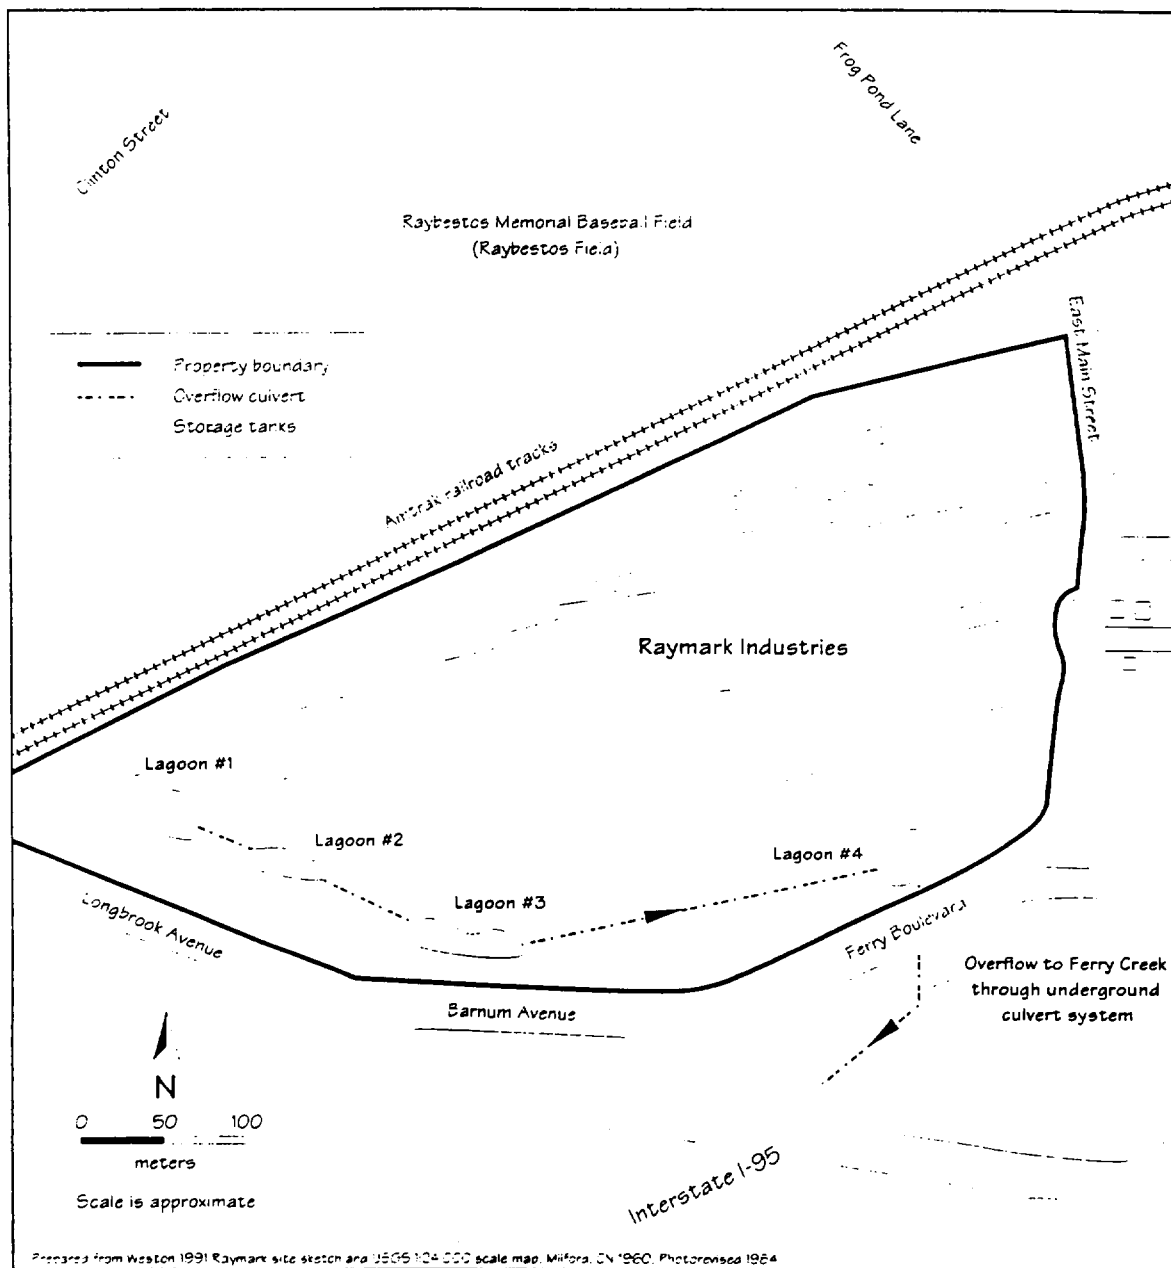 Frog Pond Lane
Clinton Street
Raybestos Memorial Baseball Field
(Raybestos Field)
East Main Street
Property boundary
Overflow culvert
Storage tanks
Amtrak railroad tracks
Raymark Industries
Lagoon #1
Lagoon #2
Lagoon #4
Lagoon #3
Longbrook Avenue
Ferry Boulevard
Overflow to Ferry Creek
through underground
culvert system
Barnum Avenue
N
0 50 100
meters
Scale is approximate
Interstate I-95
Prepared from Weston 1991 Raymark site sketch and USGS 1:24 000 scale map, Milford, CN 1960, Photorevised 1984